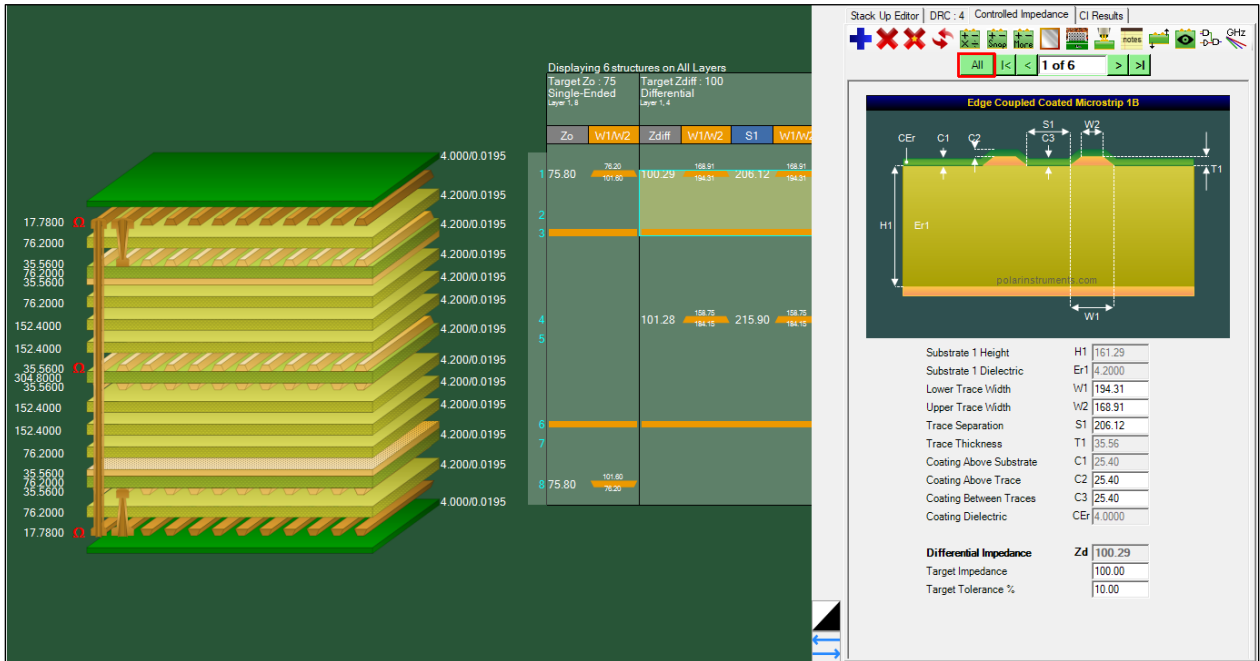 Stack Up Editor DRC : 4 Controlled Impedance CI Results
Snap More notes GHz
All |< < 1 of 6 > >|
Displaying 6 structures on All Layers
Target Zo : 75 Target Zdiff : 100
Single-Ended Differential
Layer 1, 8 Layer 1, 4
Zo W1/W2 Zdiff W1/W2 S1 W1/W2
1 75.80 76.20 101.60 100.29 168.91 194.31 206.12 168.91 194.31
2
3
4 101.28 158.75 184.15 215.90 158.75 184.15
5
6
7
8 75.80 101.60 76.20
4.000/0.0195
4.200/0.0195
4.200/0.0195
4.200/0.0195
4.200/0.0195
4.200/0.0195
4.200/0.0195
4.200/0.0195
4.200/0.0195
4.200/0.0195
4.200/0.0195
4.200/0.0195
4.000/0.0195
17.7800 Ω
76.2000
35.5600
76.2000
35.5600
76.2000
152.4000
152.4000
35.5600 Ω
304.8000
35.5600
152.4000
152.4000
76.2000
35.5600
76.2000
35.5600
76.2000
17.7800 Ω
Edge Coupled Coated Microstrip 1B
CEr C1 C2 S1 C3 W2
T1
H1 Er1
polarinstruments.com
W1
Substrate 1 Height H1 161.29
Substrate 1 Dielectric Er1 4.2000
Lower Trace Width W1 194.31
Upper Trace Width W2 168.91
Trace Separation S1 206.12
Trace Thickness T1 35.56
Coating Above Substrate C1 25.40
Coating Above Trace C2 25.40
Coating Between Traces C3 25.40
Coating Dielectric CEr 4.0000
Differential Impedance Zd 100.29
Target Impedance 100.00
Target Tolerance % 10.00